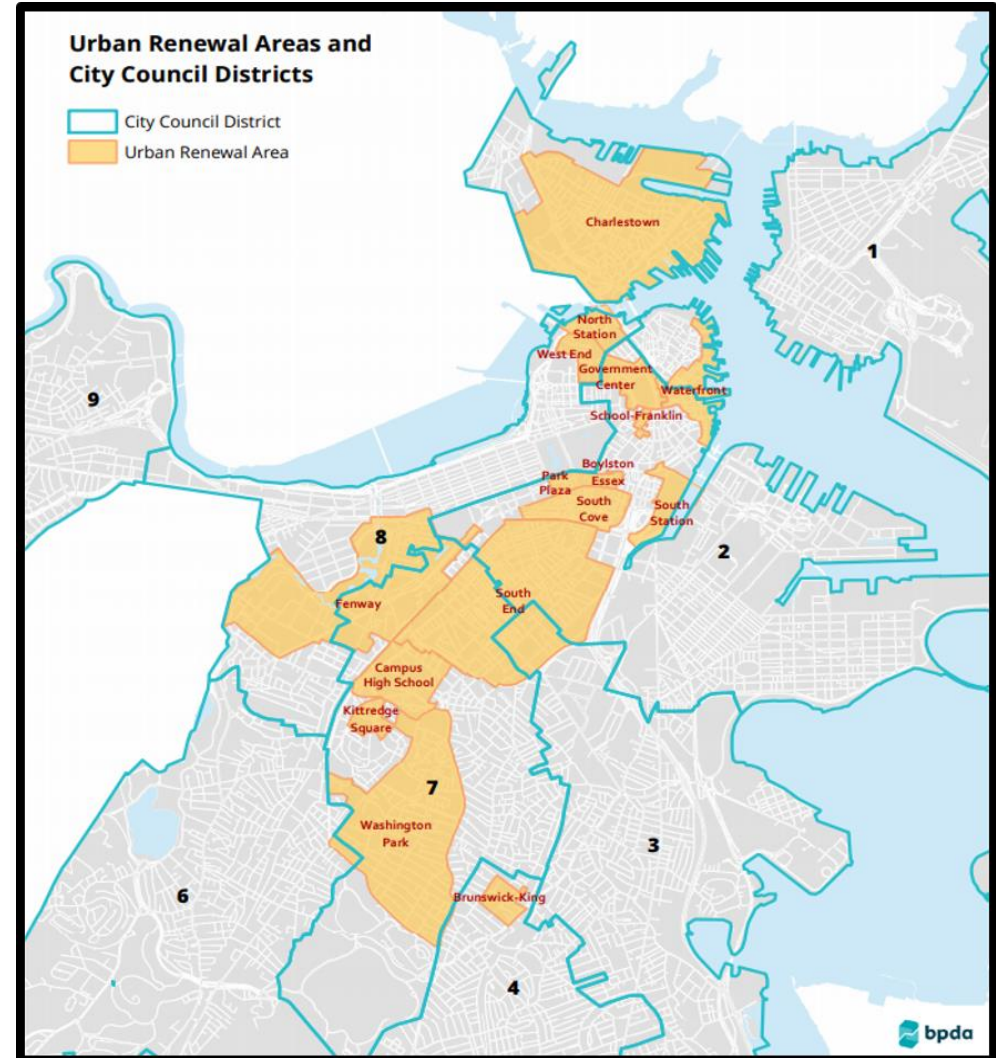 Urban Renewal Areas and
City Council Districts
City Council District
Urban Renewal Area
Charlestown
1
North
Station
West End
Government
Center
Waterfront
9
School-Franklin
Boylston
Essex
Park
Plaza
South
Cove
South
Station
8
2
Fenway
South
End
Campus
High School
Kittredge
Square
7
Washington
Park
3
6
Brunswick-King
4
bpda